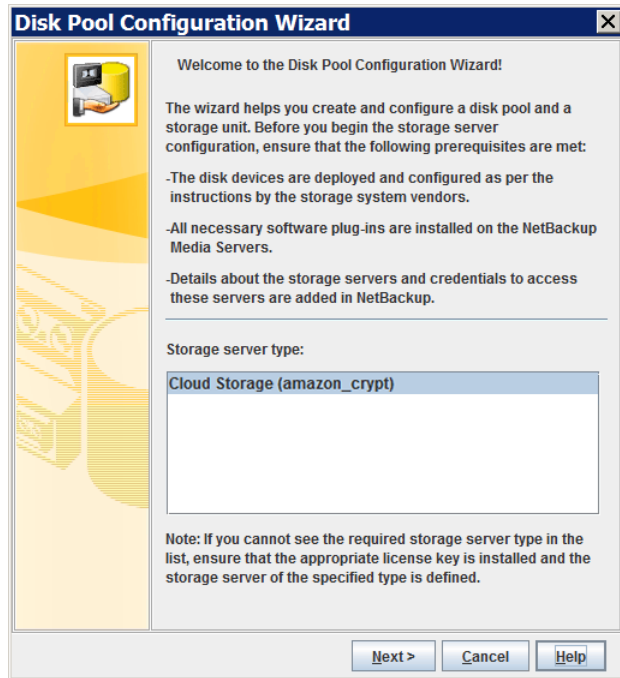 Disk Pool Configuration Wizard
Welcome to the Disk Pool Configuration Wizard!
The wizard helps you create and configure a disk pool and a
storage unit. Before you begin the storage server
configuration, ensure that the following prerequisites are met:
-The disk devices are deployed and configured as per the
instructions by the storage system vendors.
-All necessary software plug-ins are installed on the NetBackup
Media Servers.
-Details about the storage servers and credentials to access
these servers are added in NetBackup.
Storage server type:
Cloud Storage (amazon_crypt)
Note: If you cannot see the required storage server type in the
list, ensure that the appropriate license key is installed and the
storage server of the specified type is defined.
Next > Cancel Help